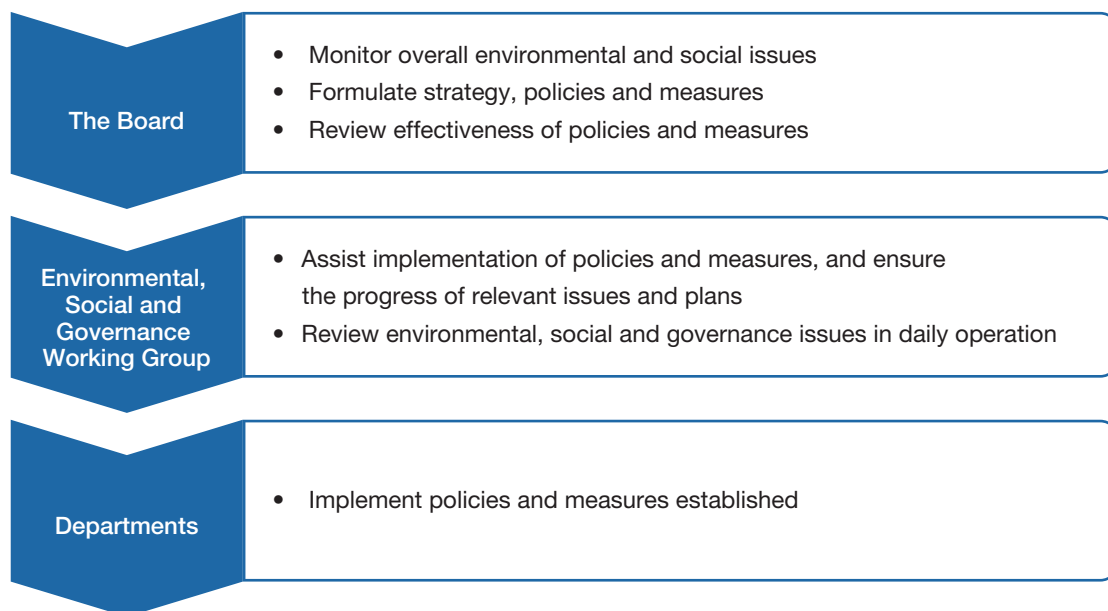 The Board
• Monitor overall environmental and social issues
• Formulate strategy, policies and measures
• Review effectiveness of policies and measures
Environmental,
Social and
Governance
Working Group
• Assist implementation of policies and measures, and ensure
the progress of relevant issues and plans
• Review environmental, social and governance issues in daily operation
Departments
• Implement policies and measures established